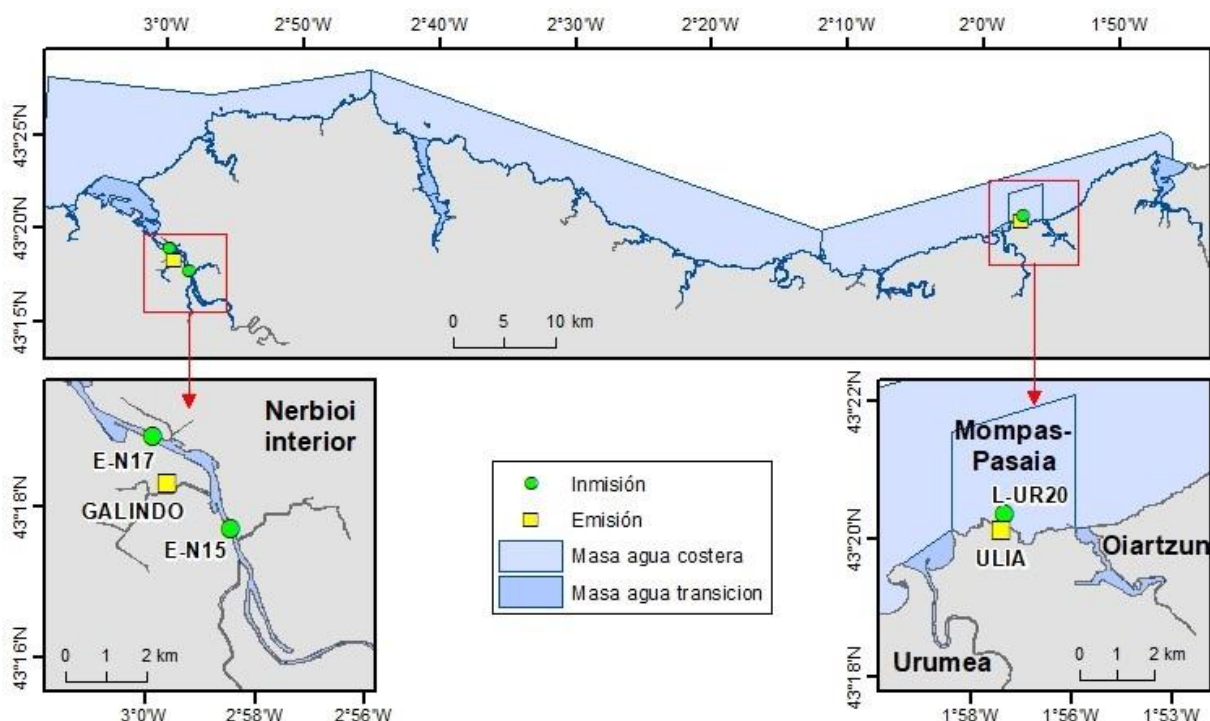 3°0'W 2°50'W 2°40'W 2°30'W 2°20'W 2°10'W 2°0'W 1°50'W
43°25'N
43°20'N
43°15'N
0 5 10 km
Nerbioi
interior
E-N17
GALINDO
E-N15
43°18'N
43°16'N
0 1 2 km
3°0'W 2°58'W 2°56'W
Inmisión
Emisión
Masa agua costera
Masa agua transicion
43°22'N
43°20'N
43°18'N
Mompas-
Pasaia
L-UR20
ULIA
Oiartzun
Urumea
0 1 2 km
1°58'W 1°56'W 1°53'W